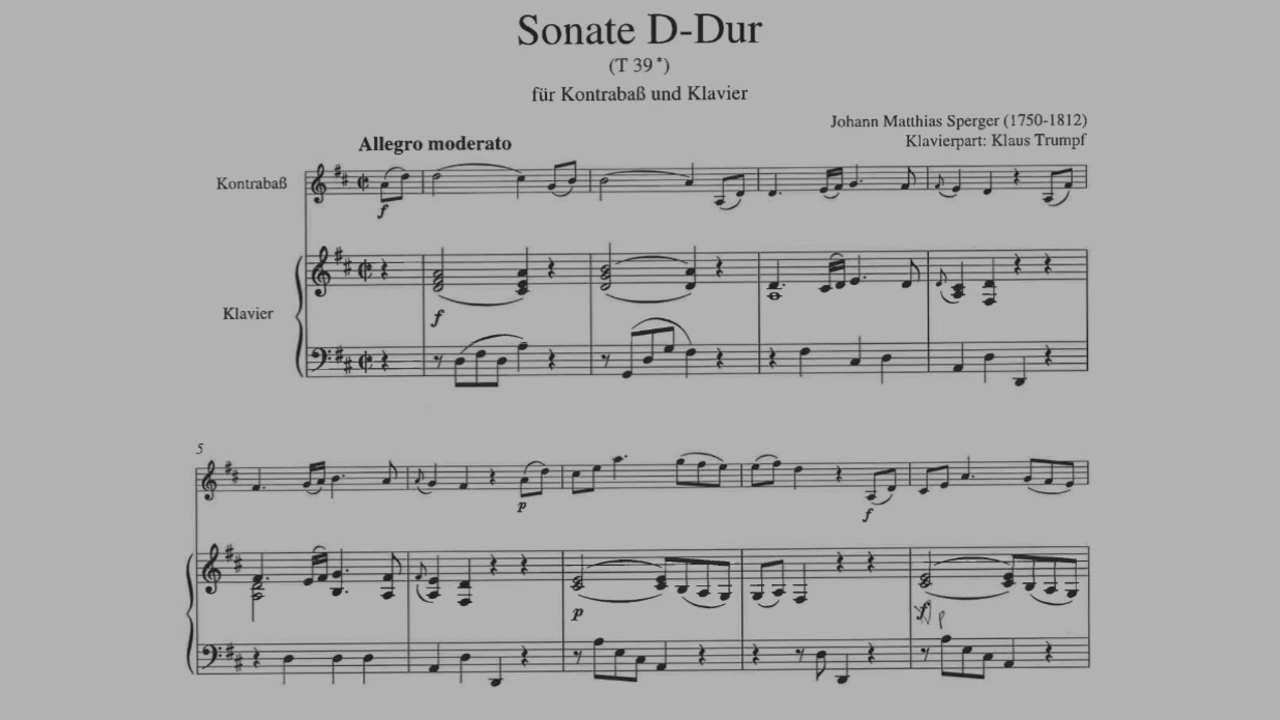 Sonate D-Dur
(T 39*)
für Kontrabaß und Klavier
Johann Matthias Sperger (1750-1812)
Klavierpart: Klaus Trumpf
Allegro moderato
Kontrabaß
f
Klavier
f
5
p
f
p
p